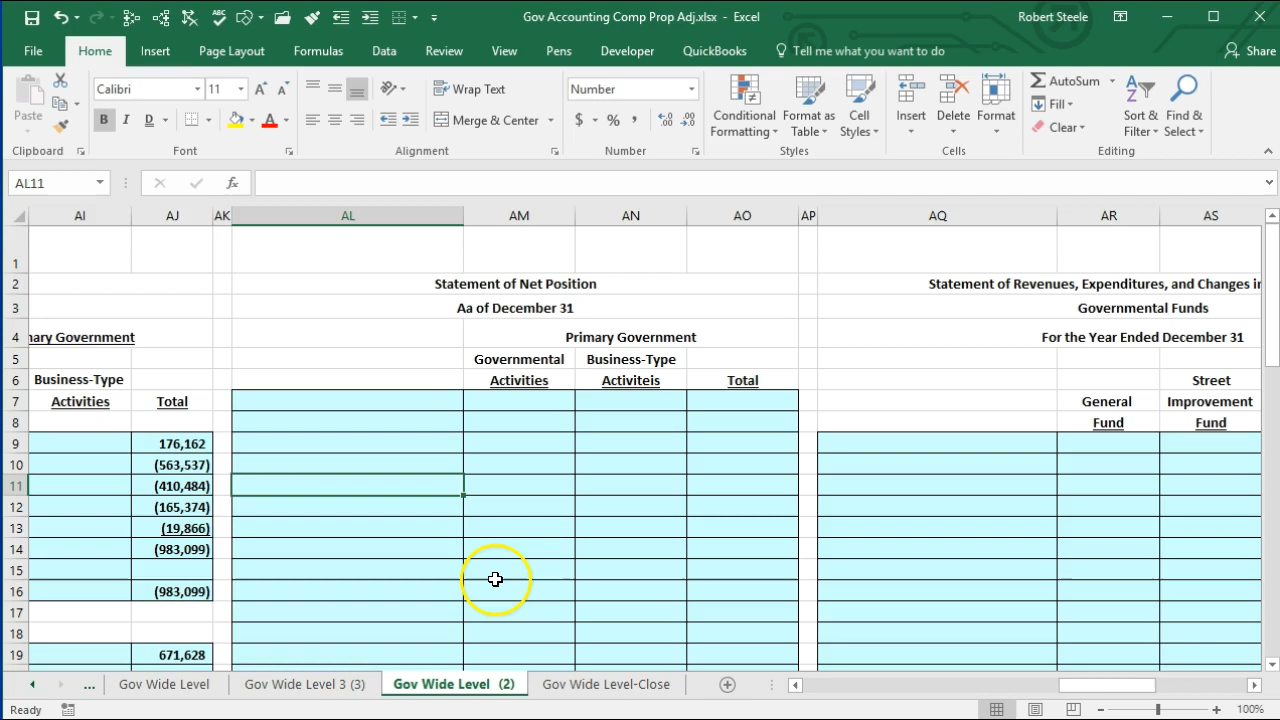 Gov Accounting Comp Prop Adj.xlsx - Excel
Robert Steele
File Home Insert Page Layout Formulas Data Review View Pens Developer QuickBooks Tell me what you want to do Share
Paste
Clipboard
Calibri 11
B I D A
Font
Wrap Text
Merge & Center
Alignment
Number
$ % ,
Number
Conditional Formatting
Format as Table
Cell Styles
Styles
Insert Delete Format
Cells
AutoSum
Fill
Clear
Sort & Filter
Find & Select
Editing
AL11
fx
AI AJ AK AL AM AN AO AP AQ AR AS
1
2 Statement of Net Position Statement of Revenues, Expenditures, and Changes i
3 Aa of December 31 Governmental Funds
4 nary Government Primary Government For the Year Ended December 31
5 Governmental Business-Type
6 Business-Type Activities Activiteis Total Street
7 Activities Total General Improvement
8 Fund Fund
9 176,162
10 (563,537)
11 (410,484)
12 (165,374)
13 (19,866)
14 (983,099)
15
16 (983,099)
17
18
19 671,628
... Gov Wide Level Gov Wide Level 3 (3) Gov Wide Level (2) Gov Wide Level-Close
Ready 100%